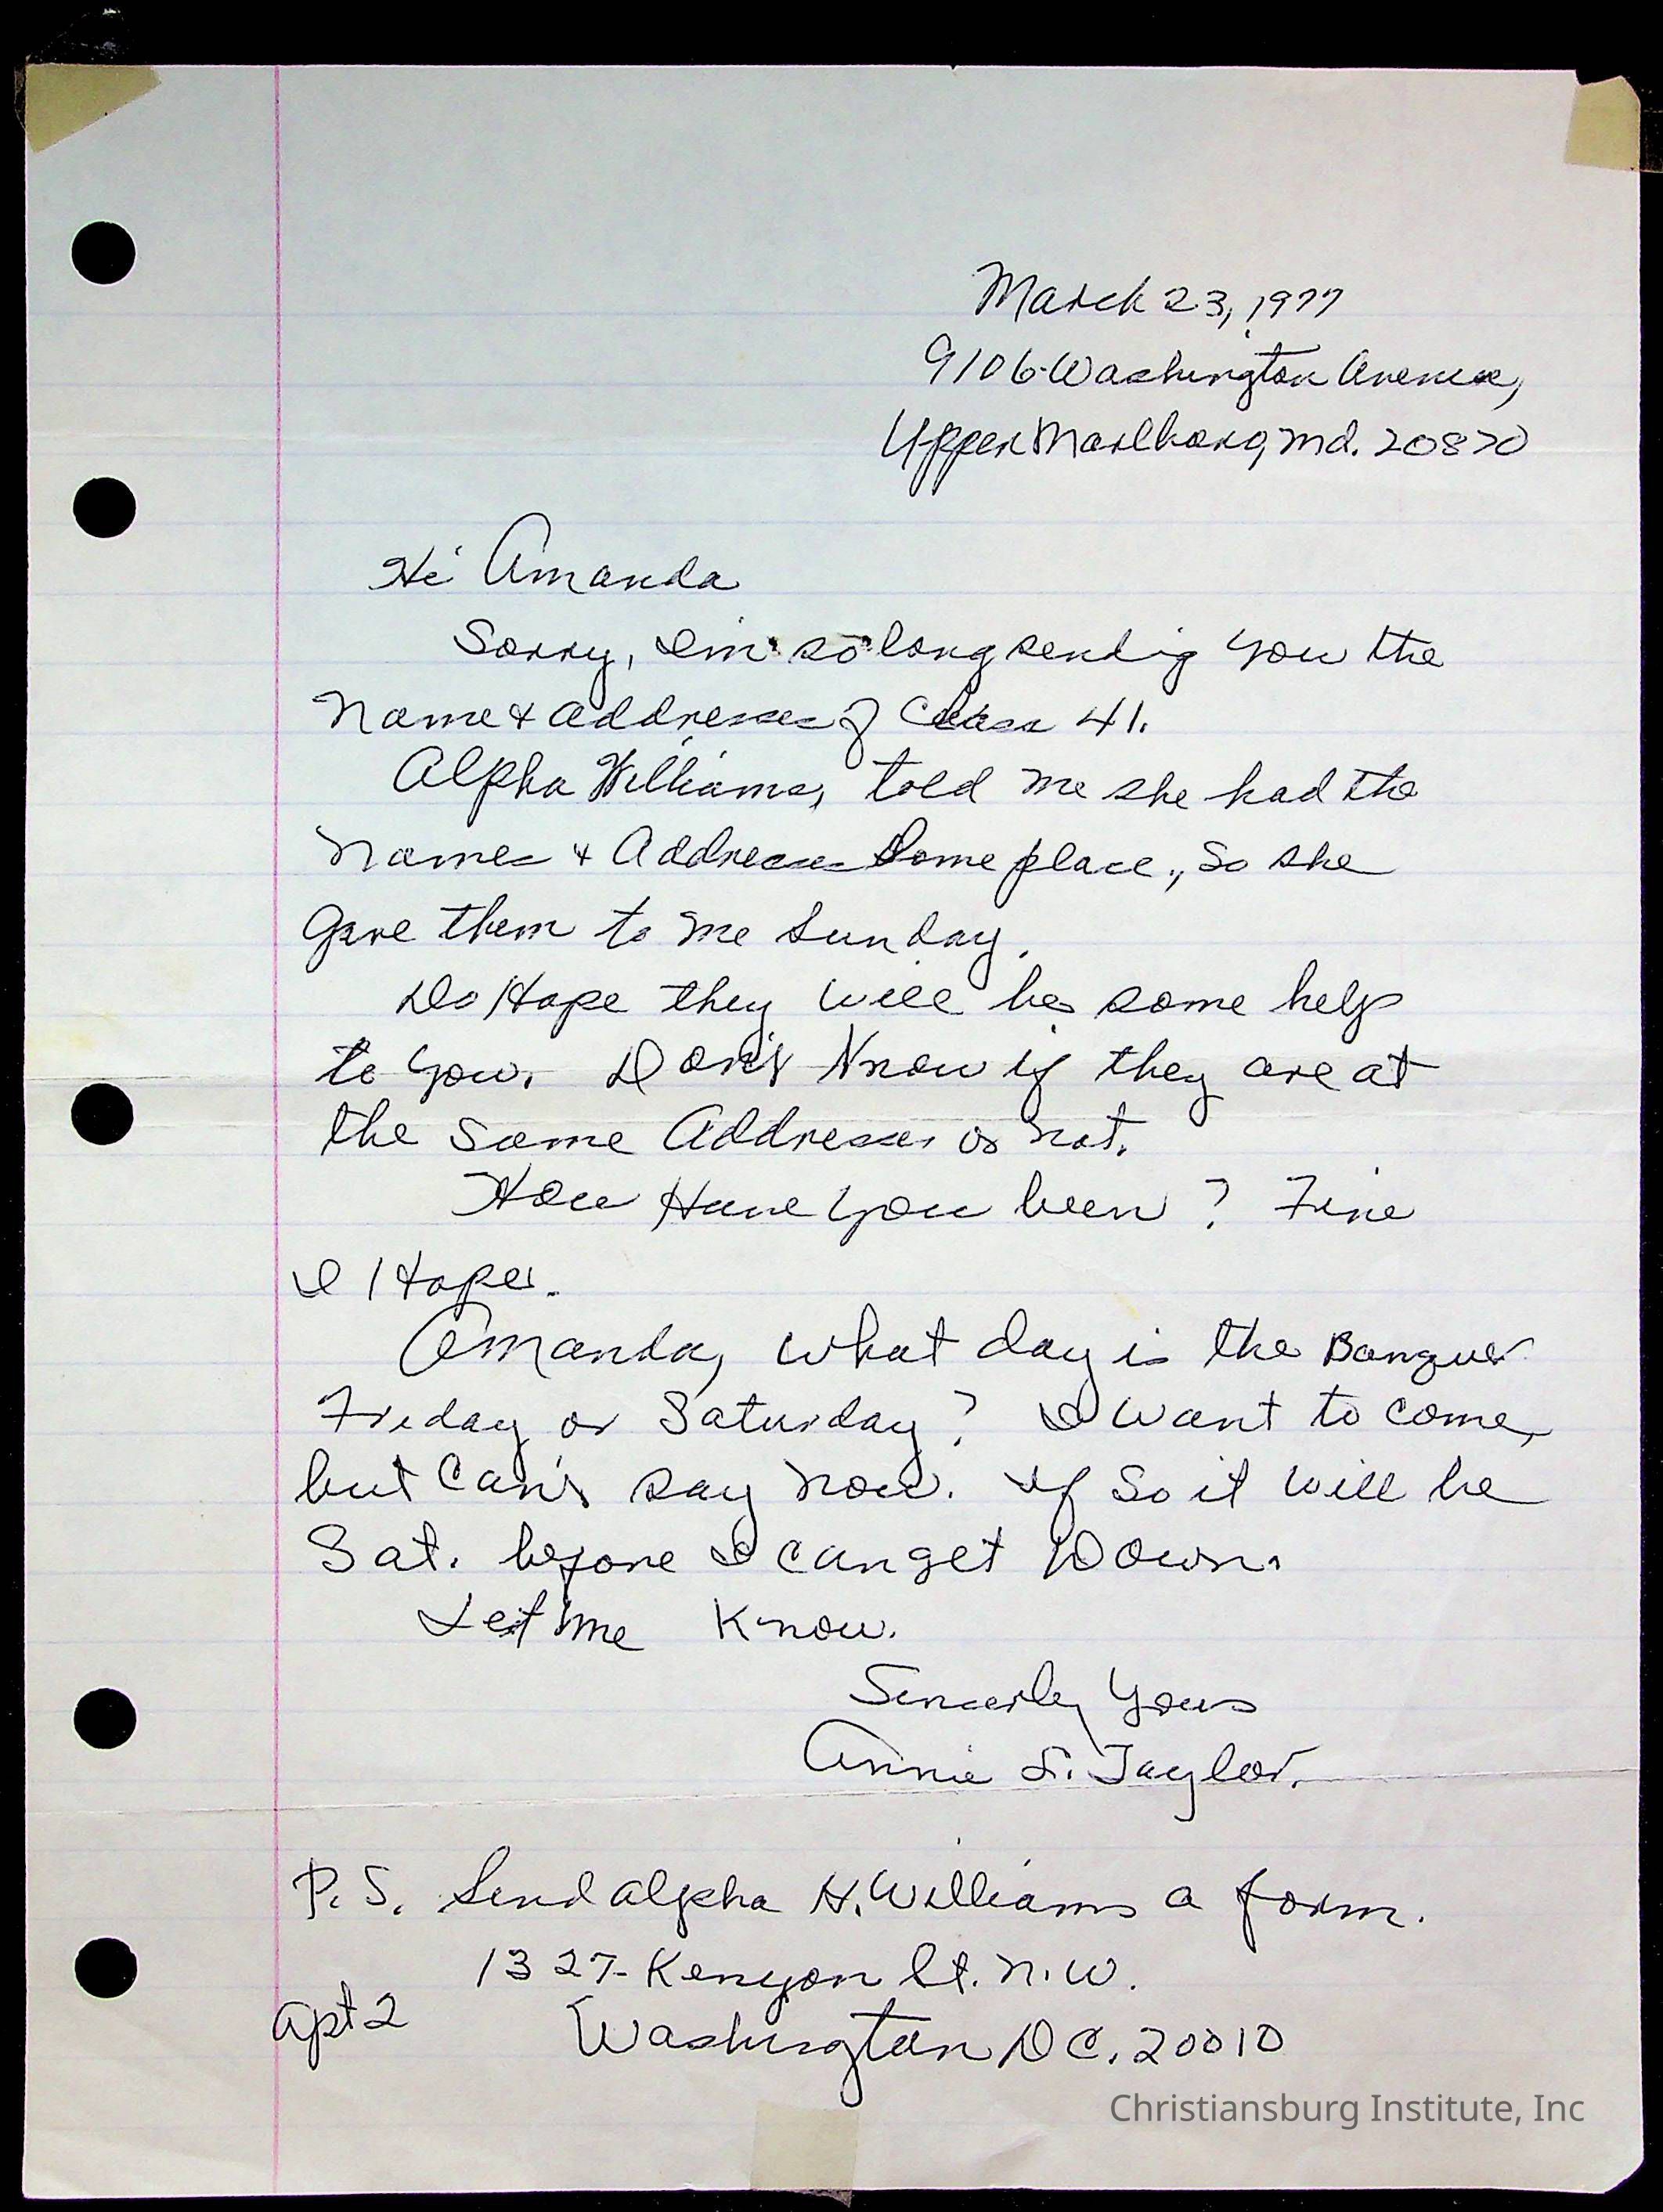 March 23, 1977
9106-Washington Avenue,
Upper Marlboro, Md. 20870
Hi Amanda
Sorry, I'm so long sendig you the
Name & addresses of Class 41.
Alpha Williams, told me she had the
Names & Addresses Some place., So she
gave them to me Sunday.
Do Hope they will be some help
to you. Don't Know if they are at
the same Addresses or not.
How Have you been? Fine
I Hope.
Amanda, what day is the Banquet
Friday or Saturday? I want to come,
but Can't say now. If So it will be
Sat. before I can get Down.
Let me Know.
Sincerly Yours
Annie S. Taylor.
P.S. Send Alpha H. Williams a form.
1327-Kenyon St. N.W.
Apt 2 Washington D C. 20010
Christiansburg Institute, Inc